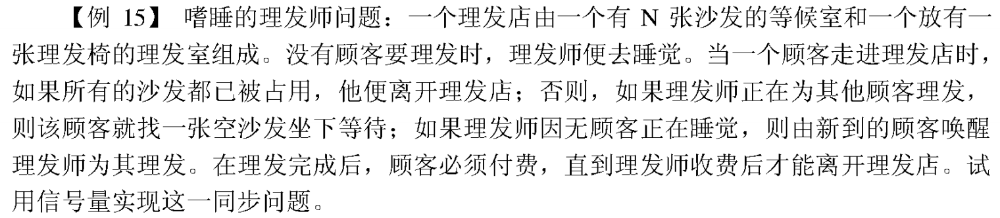 【例 15】 嗜睡的理发师问题：一个理发店由一个有 N 张沙发的等候室和一个放有一
张理发椅的理发室组成。没有顾客要理发时，理发师便去睡觉。当一个顾客走进理发店时，
如果所有的沙发都已被占用，他便离开理发店；否则，如果理发师正在为其他顾客理发，
则该顾客就找一张空沙发坐下等待；如果理发师因无顾客正在睡觉，则由新到的顾客唤醒
理发师为其理发。在理发完成后，顾客必须付费，直到理发师收费后才能离开理发店。试
用信号量实现这一同步问题。